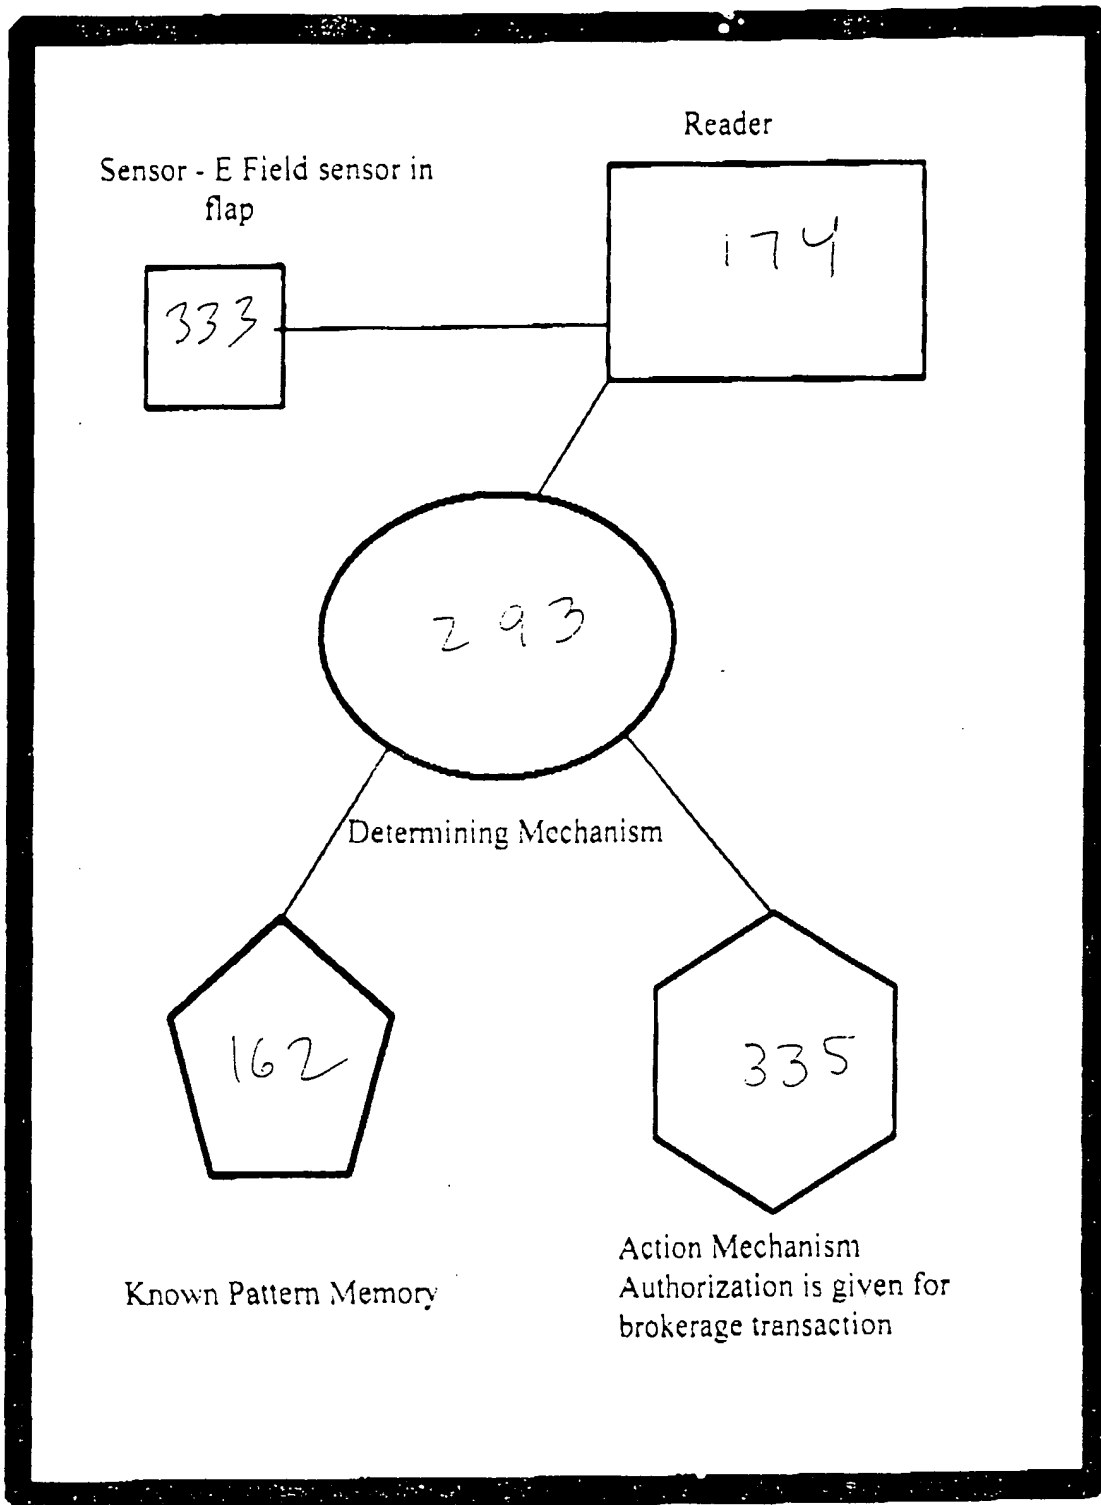 Reader
Sensor - E Field sensor in
flap
174
333
293
Determining Mechanism
162
335
Action Mechanism
Authorization is given for
brokerage transaction
Known Pattern Memory